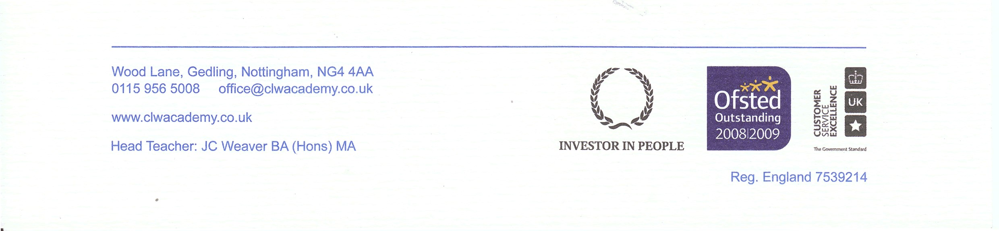 Wood Lane, Gedling, Nottingham, NG4 4AA
0115 956 5008 office@clwacademy.co.uk
www.clwacademy.co.uk
Head Teacher: JC Weaver BA (Hons) MA
INVESTOR IN PEOPLE
Ofsted
Outstanding
2008|2009
CUSTOMER
SERVICE
EXCELLENCE
UK
The Government Standard
Reg. England 7539214